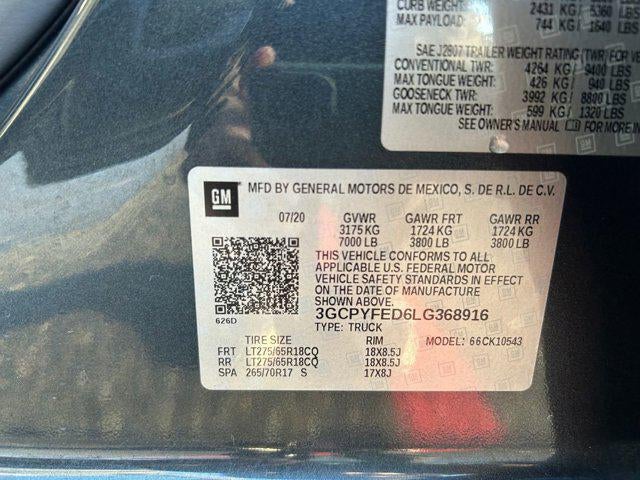 CURB WEIGHT: 2431 KG/ 5360 LBS
MAX PAYLOAD: 744 KG/ 1640 LBS
SAE J2807 TRAILER WEIGHT RATING (TWR) FOR
CONVENTIONAL TWR: 4264 KG/ 9400 LBS
MAX TONGUE WEIGHT: 426 KG/ 940 LBS
GOOSENECK TWR: 3992 KG/ 8800 LBS
MAX TONGUE WEIGHT: 599 KG/ 1320 LBS
SEE OWNER'S MANUAL FOR MORE
GM
MFD BY GENERAL MOTORS DE MEXICO, S. DE R.L. DE C.V.
07/20 GVWR GAWR FRT GAWR RR
3175 KG 1724 KG 1724 KG
7000 LB 3800 LB 3800 LB
THIS VEHICLE CONFORMS TO ALL
APPLICABLE U.S. FEDERAL MOTOR
VEHICLE SAFETY STANDARDS IN EFFECT
ON THE DATE OF MANUFACTURE
SHOWN ABOVE.
3GCPYFED6LG368916
626D
TYPE: TRUCK
TIRE SIZE RIM MODEL: 66CK10543
FRT LT275/65R18CQ 18X8.5J
RR LT275/65R18CQ 18X8.5J
SPA 265/70R17 S 17X8J